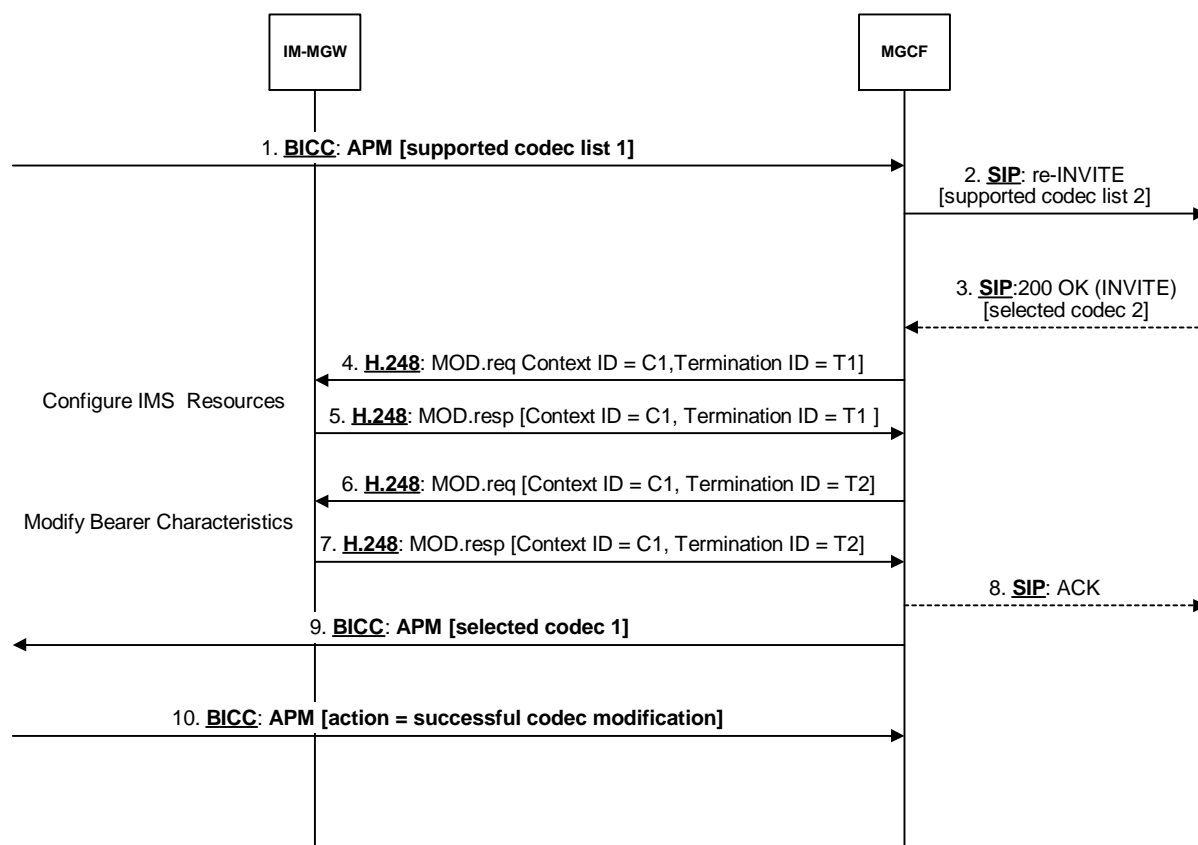 IM-MGW
MGCF
1. BICC: APM [supported codec list 1]
2. SIP: re-INVITE
[supported codec list 2]
3. SIP:200 OK (INVITE)
[selected codec 2]
4. H.248: MOD.req Context ID = C1,Termination ID = T1]
Configure IMS  Resources
5. H.248: MOD.resp [Context ID = C1, Termination ID = T1 ]
6. H.248: MOD.req [Context ID = C1, Termination ID = T2]
Modify Bearer Characteristics
7. H.248: MOD.resp [Context ID = C1, Termination ID = T2]
8. SIP: ACK
9. BICC: APM [selected codec 1]
10. BICC: APM [action = successful codec modification]